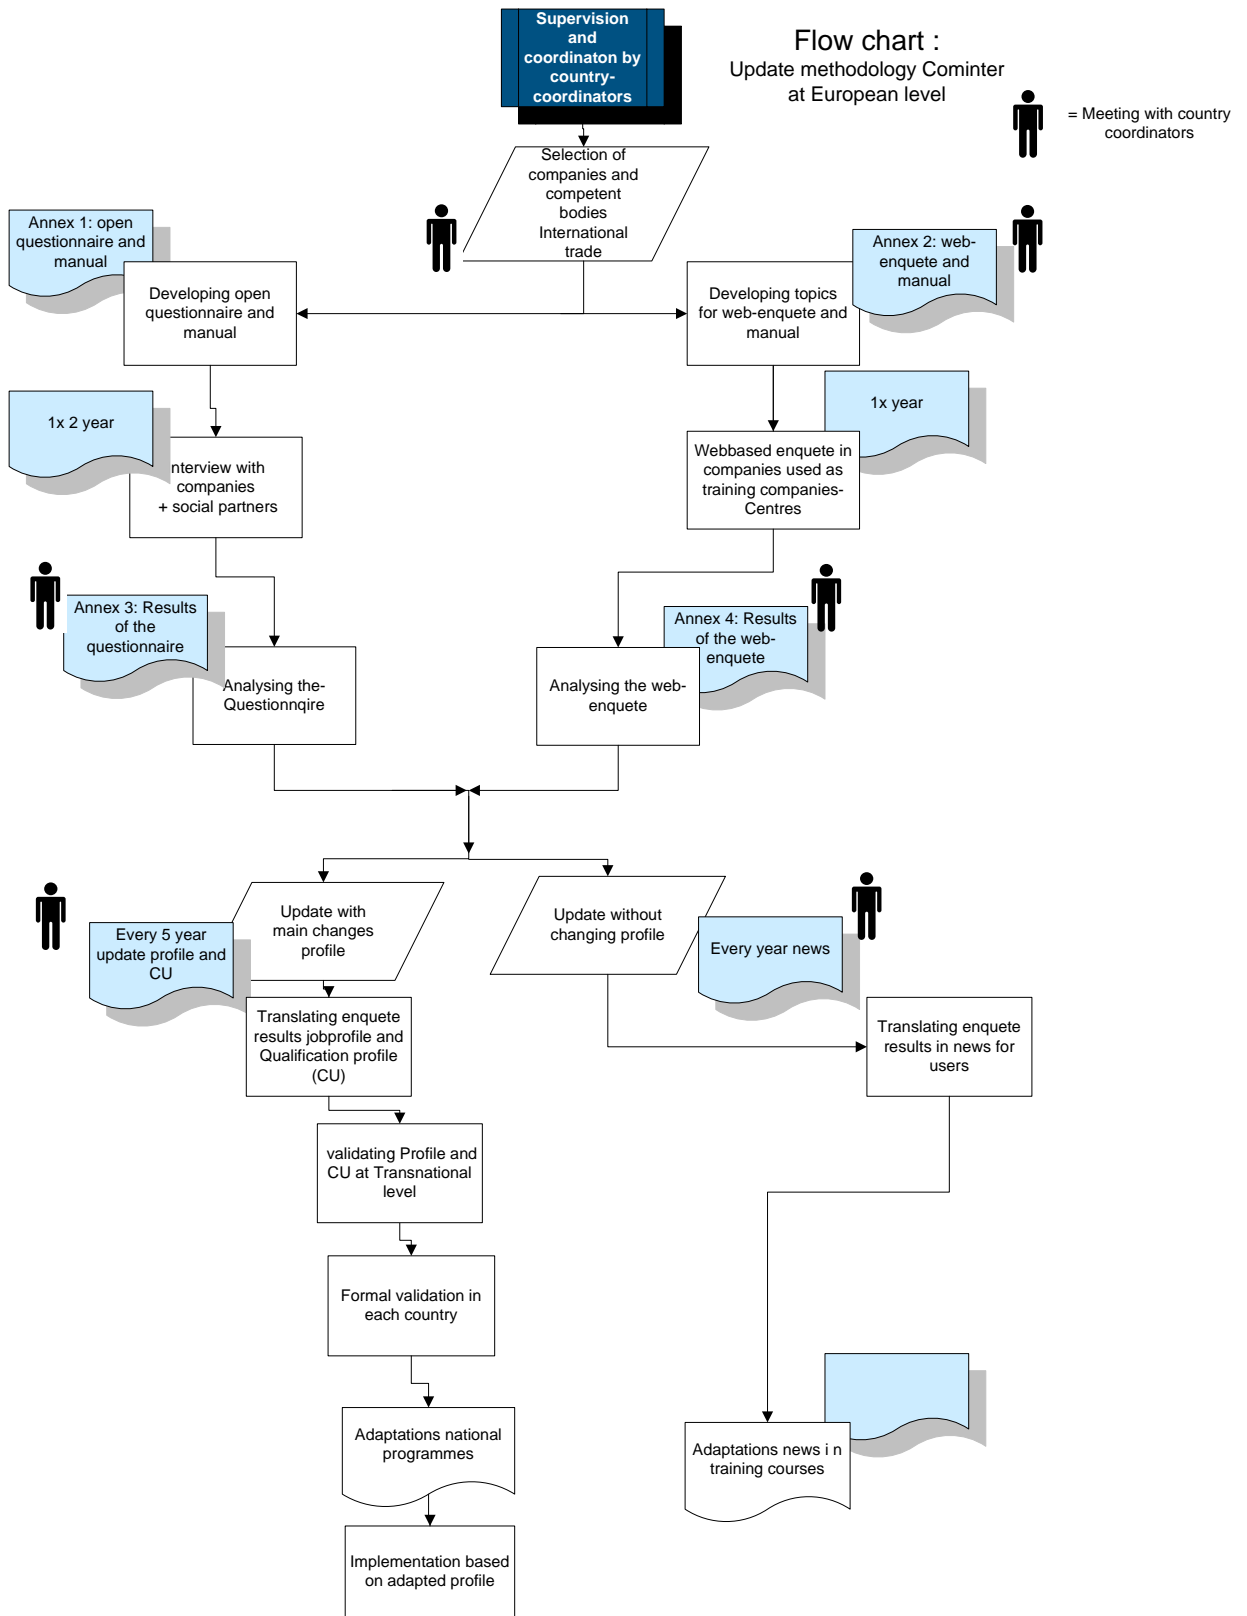 Supervision
and
coordinaton by
country-
coordinators
Flow chart :
Update methodology Cominter
at European level
= Meeting with country
coordinators
Selection of
companies and
competent
bodies
International
trade
Annex 1: open
questionnaire and
manual
Developing open
questionnaire and
manual
Developing topics
for web-enquete and
manual
Annex 2: web-
enquete and
manual
1x 2 year
Interview with
companies
+ social partners
1x year
Webbased enquete in
companies used as
training companies-
Centres
Annex 3: Results
of the
questionnaire
Analysing the-
Questionnqire
Annex 4: Results
of the web-
enquete
Analysing the web-
enquete
Every 5 year
update profile and
CU
Update with
main changes
profile
Update without
changing profile
Every year news
Translating enquete
results jobprofile and
Qualification profile
(CU)
Translating enquete
results in news for
users
validating Profile and
CU at Transnational
level
Formal validation in
each country
Adaptations national
programmes
Adaptations news i n
training courses
Implementation based
on adapted profile